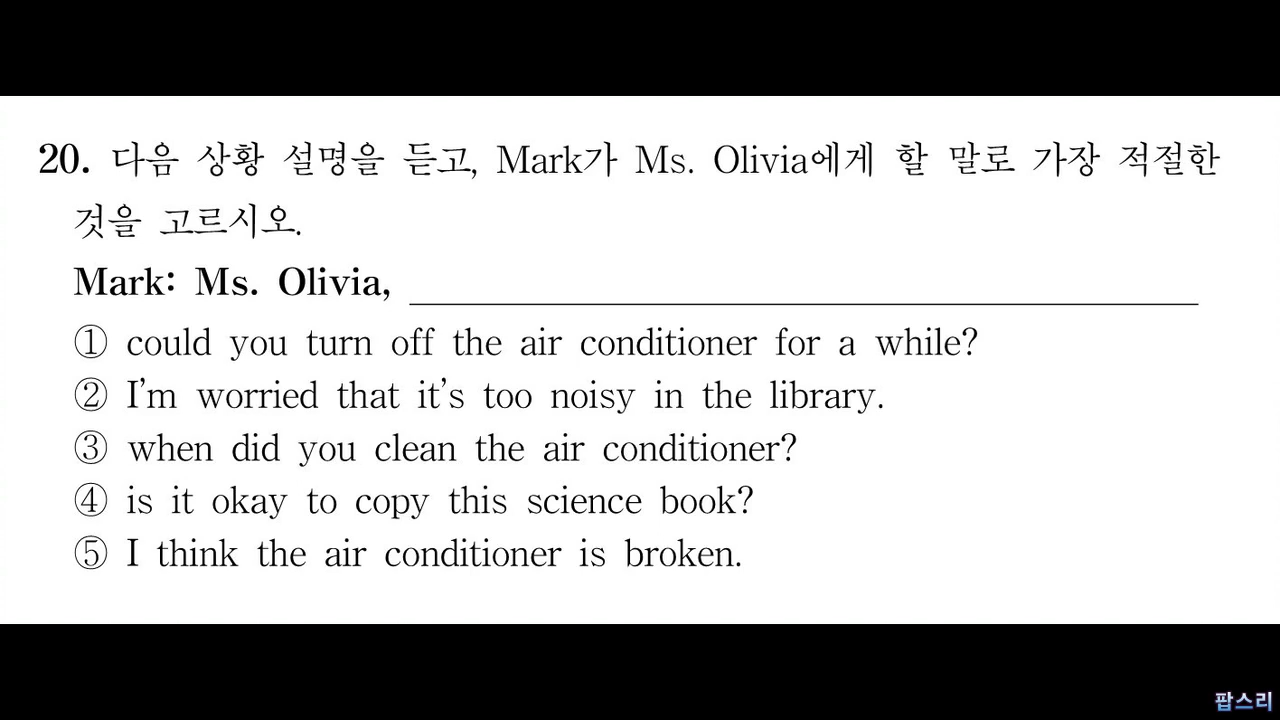 20. 다음 상황 설명을 듣고, Mark가 Ms. Olivia에게 할 말로 가장 적절한
것을 고르시오.
Mark: Ms. Olivia, ________________
① could you turn off the air conditioner for a while?
② I’m worried that it’s too noisy in the library.
③ when did you clean the air conditioner?
④ is it okay to copy this science book?
⑤ I think the air conditioner is broken.
팝스리